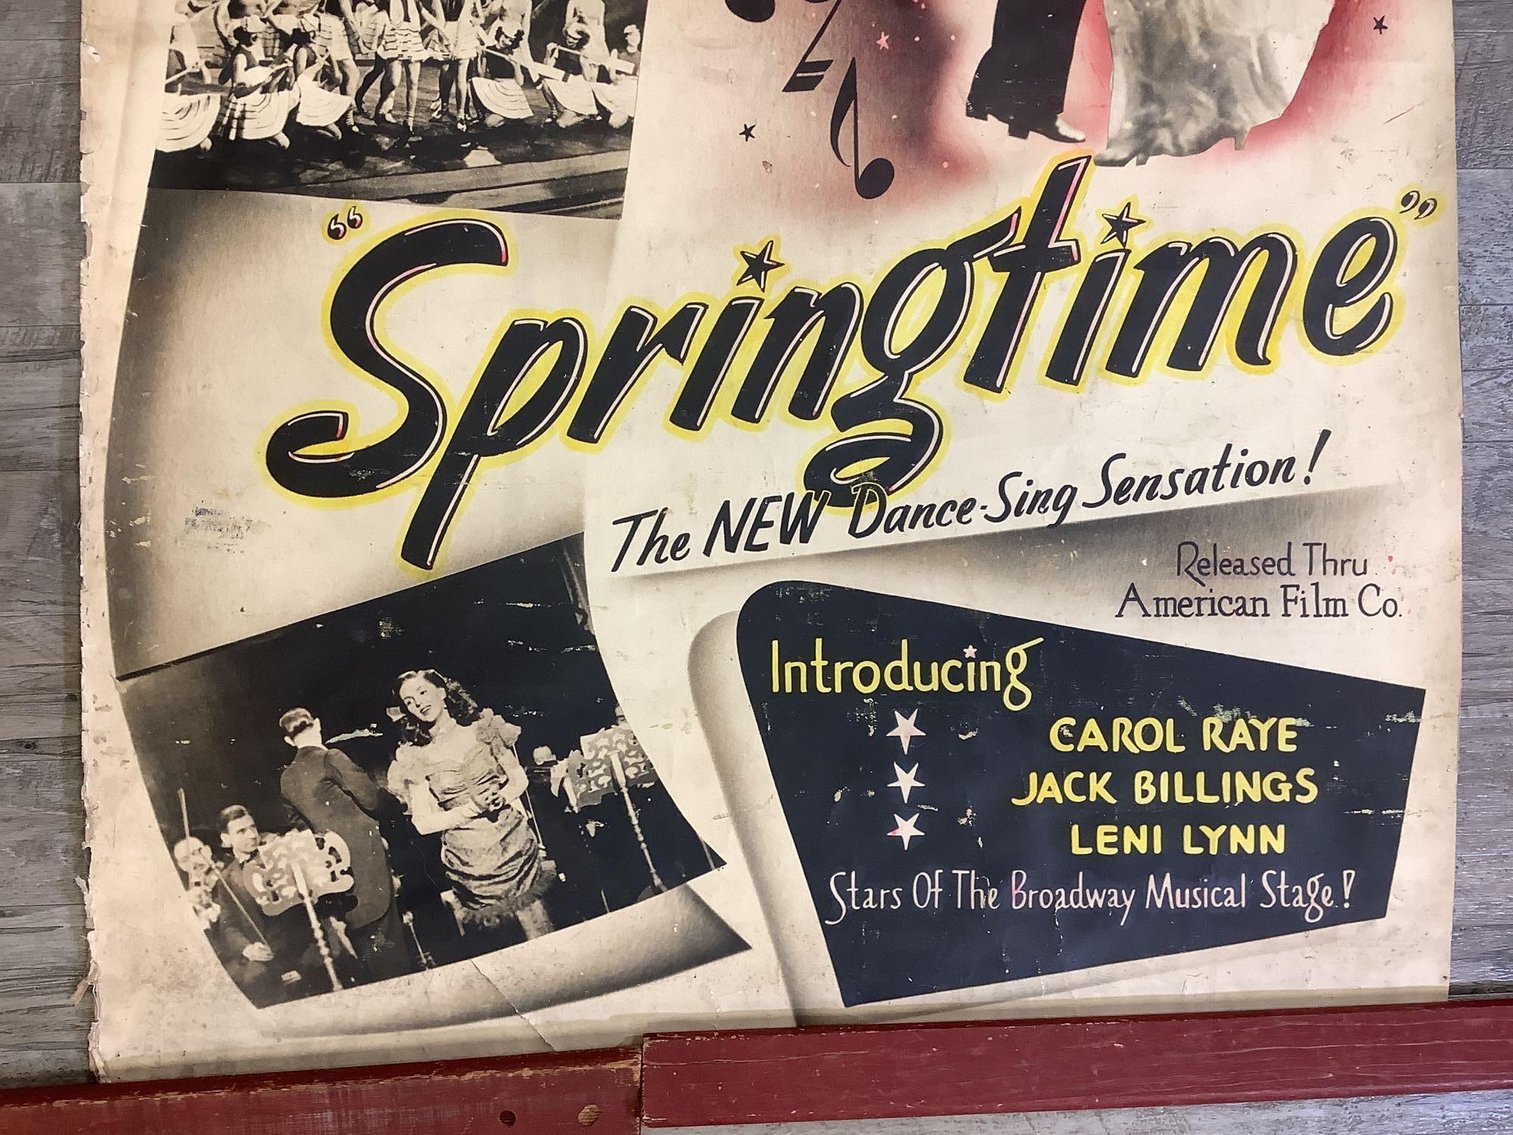 "Springtime"
The NEW Dance-Sing Sensation!
Released Thru
American Film Co.
Introducing
CAROL RAYE
JACK BILLINGS
LENI LYNN
Stars Of The Broadway Musical Stage!